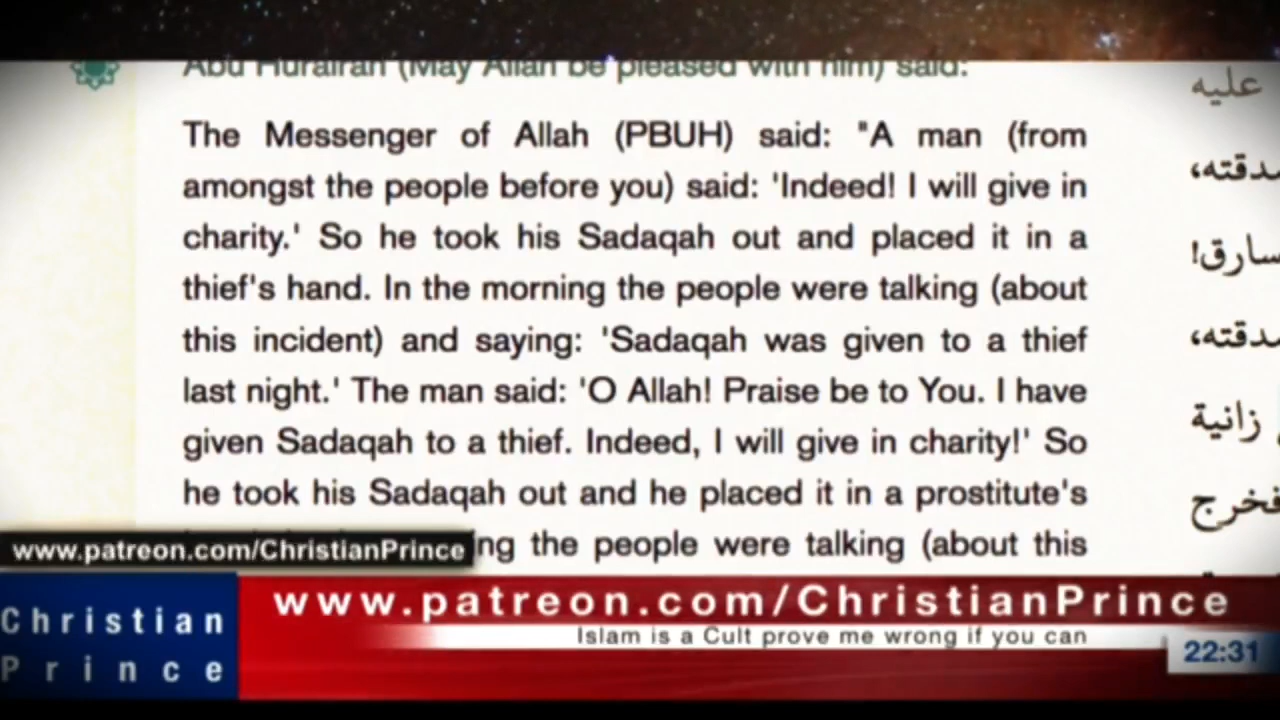 Abu Hurairah (May Allah be pleased with him) said:
The Messenger of Allah (PBUH) said: "A man (from
amongst the people before you) said: 'Indeed! I will give in
charity.' So he took his Sadaqah out and placed it in a
thief's hand. In the morning the people were talking (about
this incident) and saying: 'Sadaqah was given to a thief
last night.' The man said: 'O Allah! Praise be to You. I have
given Sadaqah to a thief. Indeed, I will give in charity!' So
he took his Sadaqah out and he placed it in a prostitute's
ng the people were talking (about this
عليه
سارق!
زانية
فخرج
www.patreon.com/ChristianPrince
Christian
Prince
www.patreon.com/ChristianPrince
Islam is a Cult prove me wrong if you can
22:31